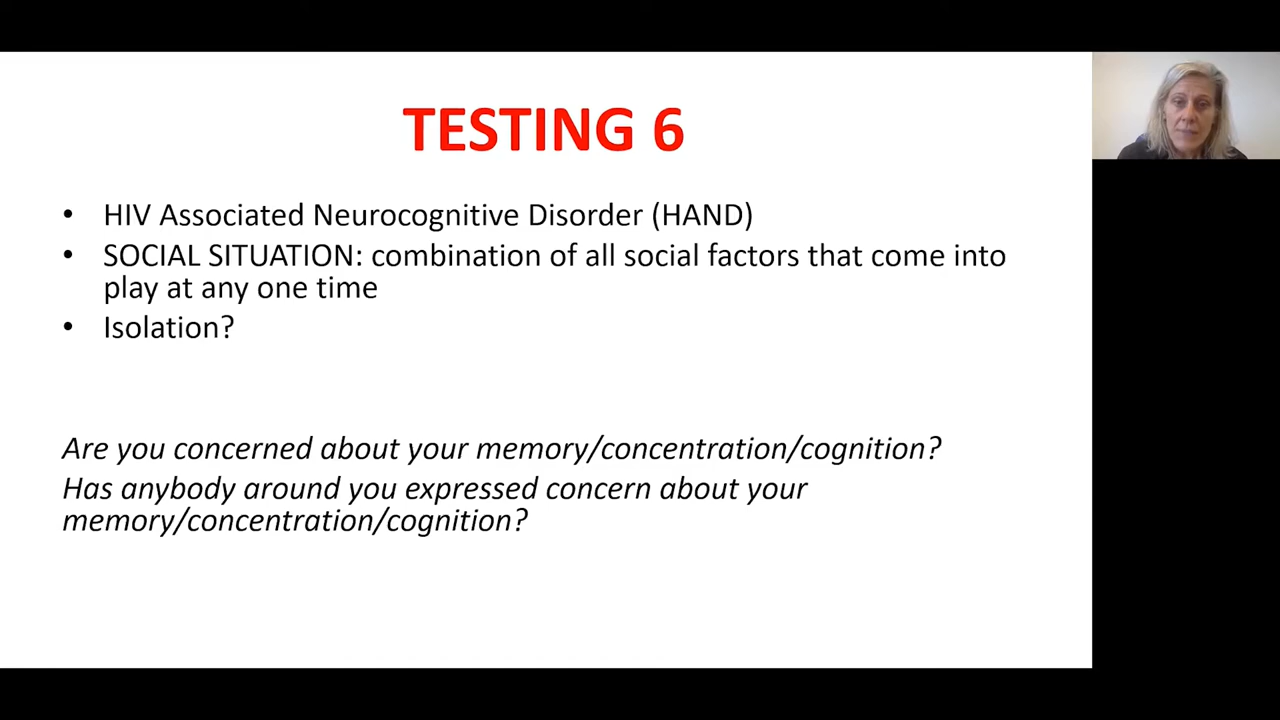 TESTING 6
• HIV Associated Neurocognitive Disorder (HAND)
• SOCIAL SITUATION: combination of all social factors that come into
play at any one time
• Isolation?
Are you concerned about your memory/concentration/cognition?
Has anybody around you expressed concern about your
memory/concentration/cognition?